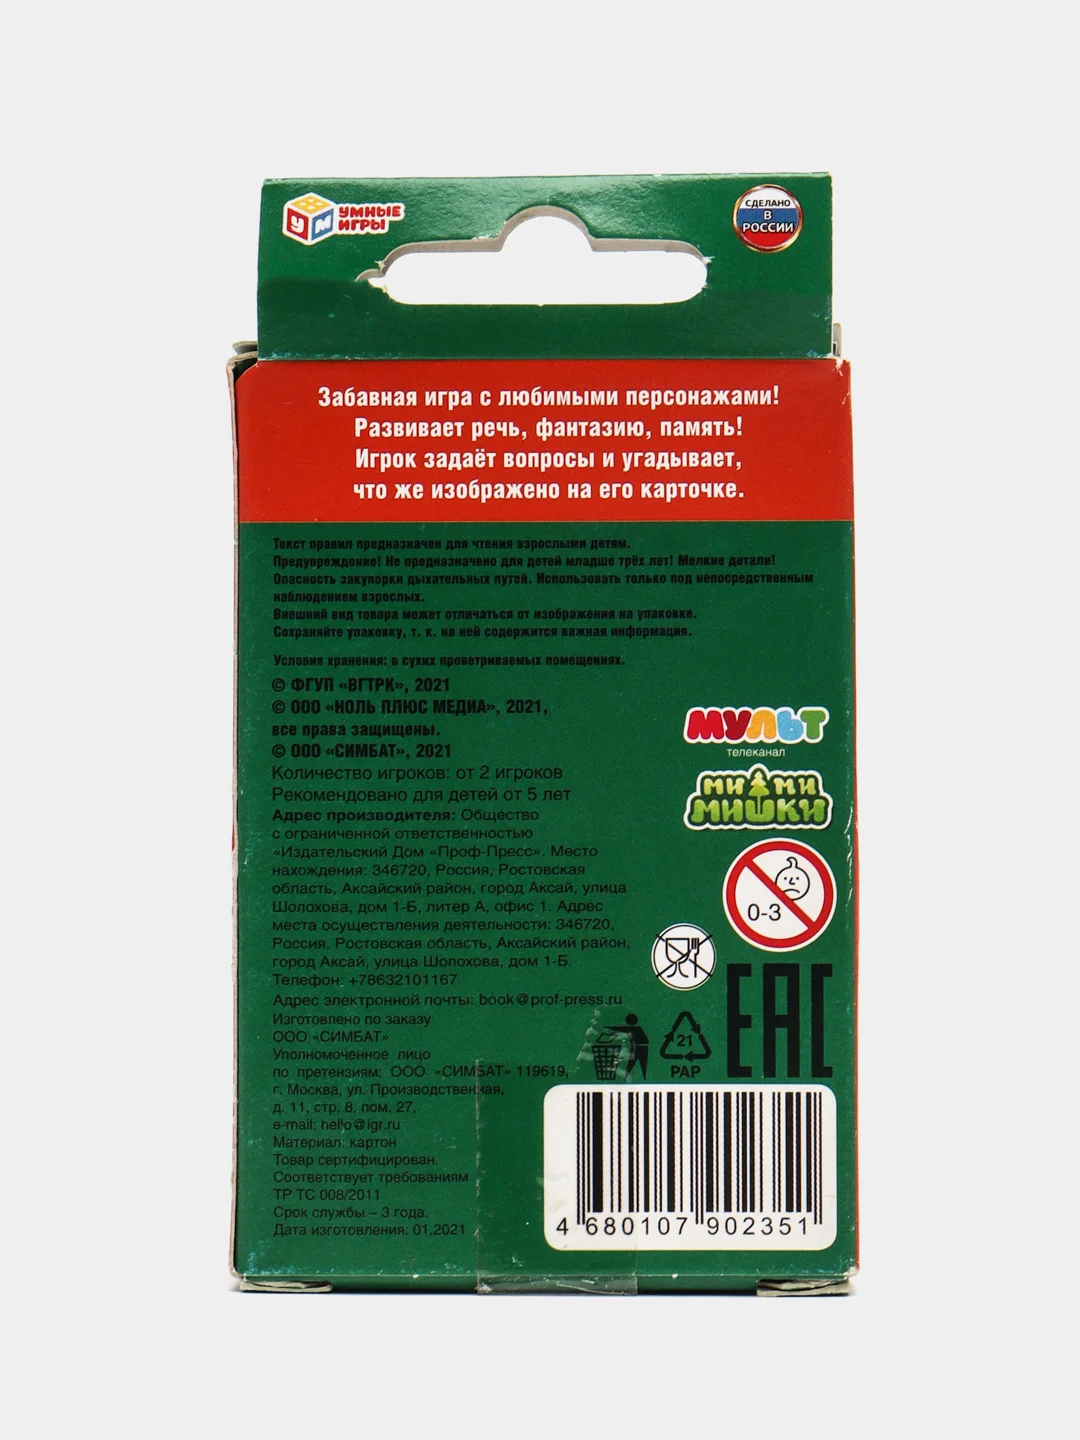 УМ
УМНЫЕ
ИГРЫ
СДЕЛАНО
В
РОССИИ
Забавная игра с любимыми персонажами!
Развивает речь, фантазию, память!
Игрок задаёт вопросы и угадывает,
что же изображено на его карточке.
Текст правил предназначен для чтения взрослыми детям.
Предупреждение! Не предназначено для детей младше трёх лет! Мелкие детали!
Опасность закупорки дыхательных путей. Использовать только под непосредственным
наблюдением взрослых.
Внешний вид товара может отличаться от изображения на упаковке.
Сохраняйте упаковку, т. к. на ней содержится важная информация.
Условия хранения: в сухих проветриваемых помещениях.
© ФГУП «ВГТРК», 2021
© ООО «НОЛЬ ПЛЮС МЕДИА», 2021,
все права защищены.
© ООО «СИМБАТ», 2021
Количество игроков: от 2 игроков
Рекомендовано для детей от 5 лет
Адрес производителя: Общество
с ограниченной ответственностью
«Издательский Дом «Проф-Пресс». Место
нахождения: 346720, Россия, Ростовская
область, Аксайский район, город Аксай, улица
Шолохова, дом 1-Б, литер А, офис 1. Адрес
места осуществления деятельности: 346720,
Россия, Ростовская область, Аксайский район,
город Аксай, улица Шолохова, дом 1-Б.
Телефон: +78632101167
Адрес электронной почты: book@prof-press.ru
Изготовлено по заказу
ООО «СИМБАТ»
Уполномоченное лицо
по претензиям: ООО «СИМБАТ» 119619,
г. Москва, ул. Производственная,
д. 11, стр. 8, пом. 27,
e-mail: hello@igr.ru
Материал: картон
Товар сертифицирован.
Соответствует требованиям
ТР ТС 008/2011
Срок службы – 3 года.
Дата изготовления: 01.2021
МУЛЬТ
телеканал
МИ МИ
МИШКИ
0-3
EAC
21
PAP
4 680107 902351